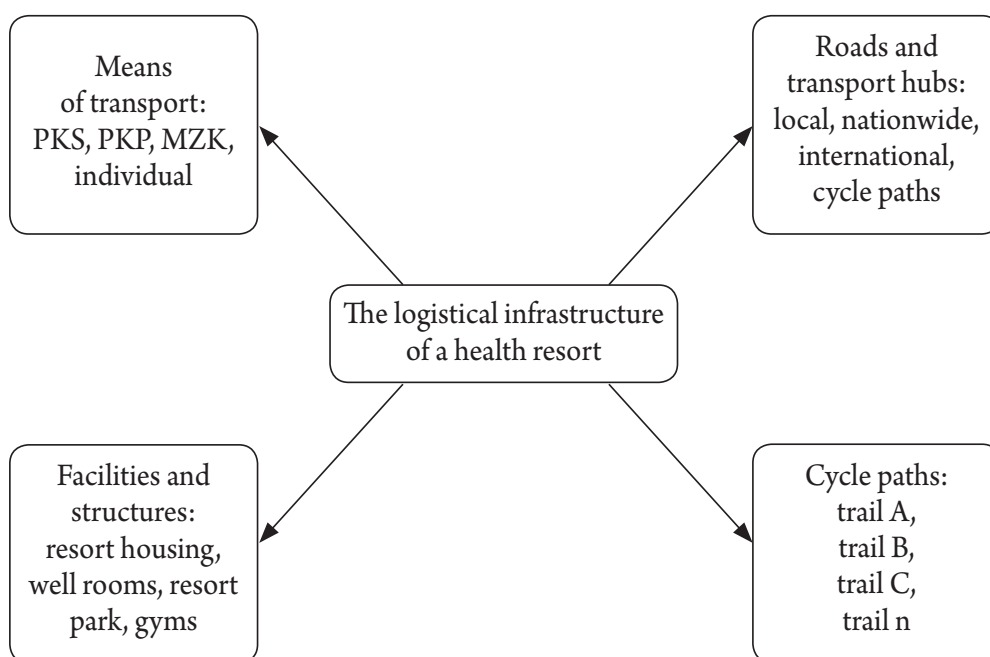 Means
of transport:
PKS, PKP, MZK,
individual
Roads and
transport hubs:
local, nationwide,
international,
cycle paths
The logistical infrastructure
of a health resort
Facilities and
structures:
resort housing,
well rooms, resort
park, gyms
Cycle paths:
trail A,
trail B,
trail C,
trail n